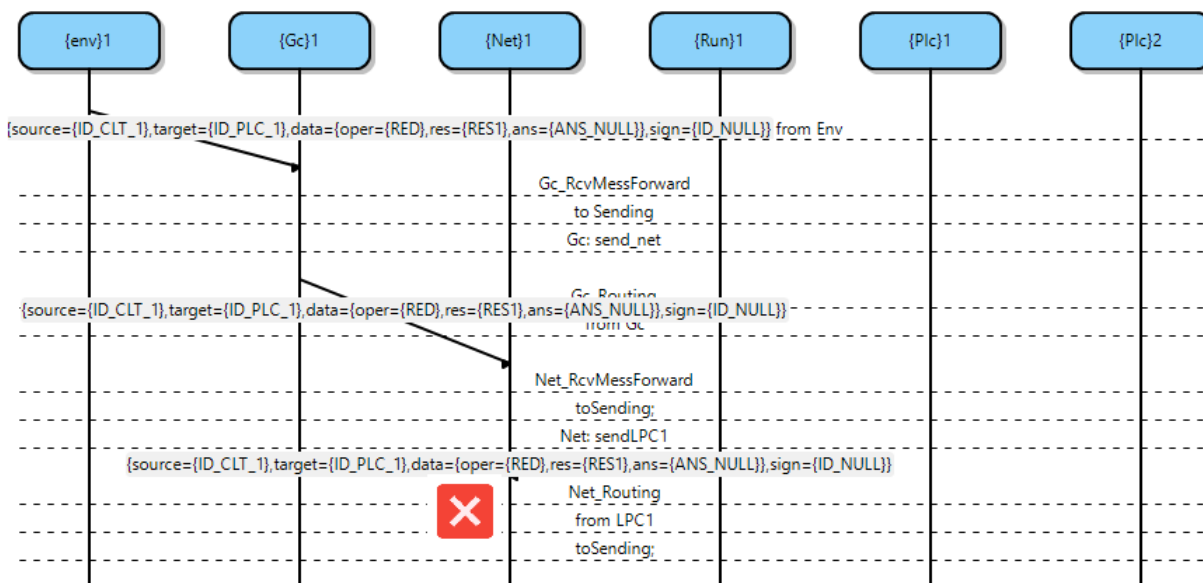 {env}1
{Gc}1
{Net}1
{Run}1
{Plc}1
{Plc}2
{source={ID_CLT_1},target={ID_PLC_1},data={oper={RED},res={RES1},ans={ANS_NULL}},sign={ID_NULL}} from Env
Gc_RcvMessForward
to Sending
Gc: send_net
Gc_Routing
{source={ID_CLT_1},target={ID_PLC_1},data={oper={RED},res={RES1},ans={ANS_NULL}},sign={ID_NULL}}
from Gc
Net_RcvMessForward
toSending;
Net: sendLPC1
{source={ID_CLT_1},target={ID_PLC_1},data={oper={RED},res={RES1},ans={ANS_NULL}},sign={ID_NULL}}
Net_Routing
from LPC1
toSending;